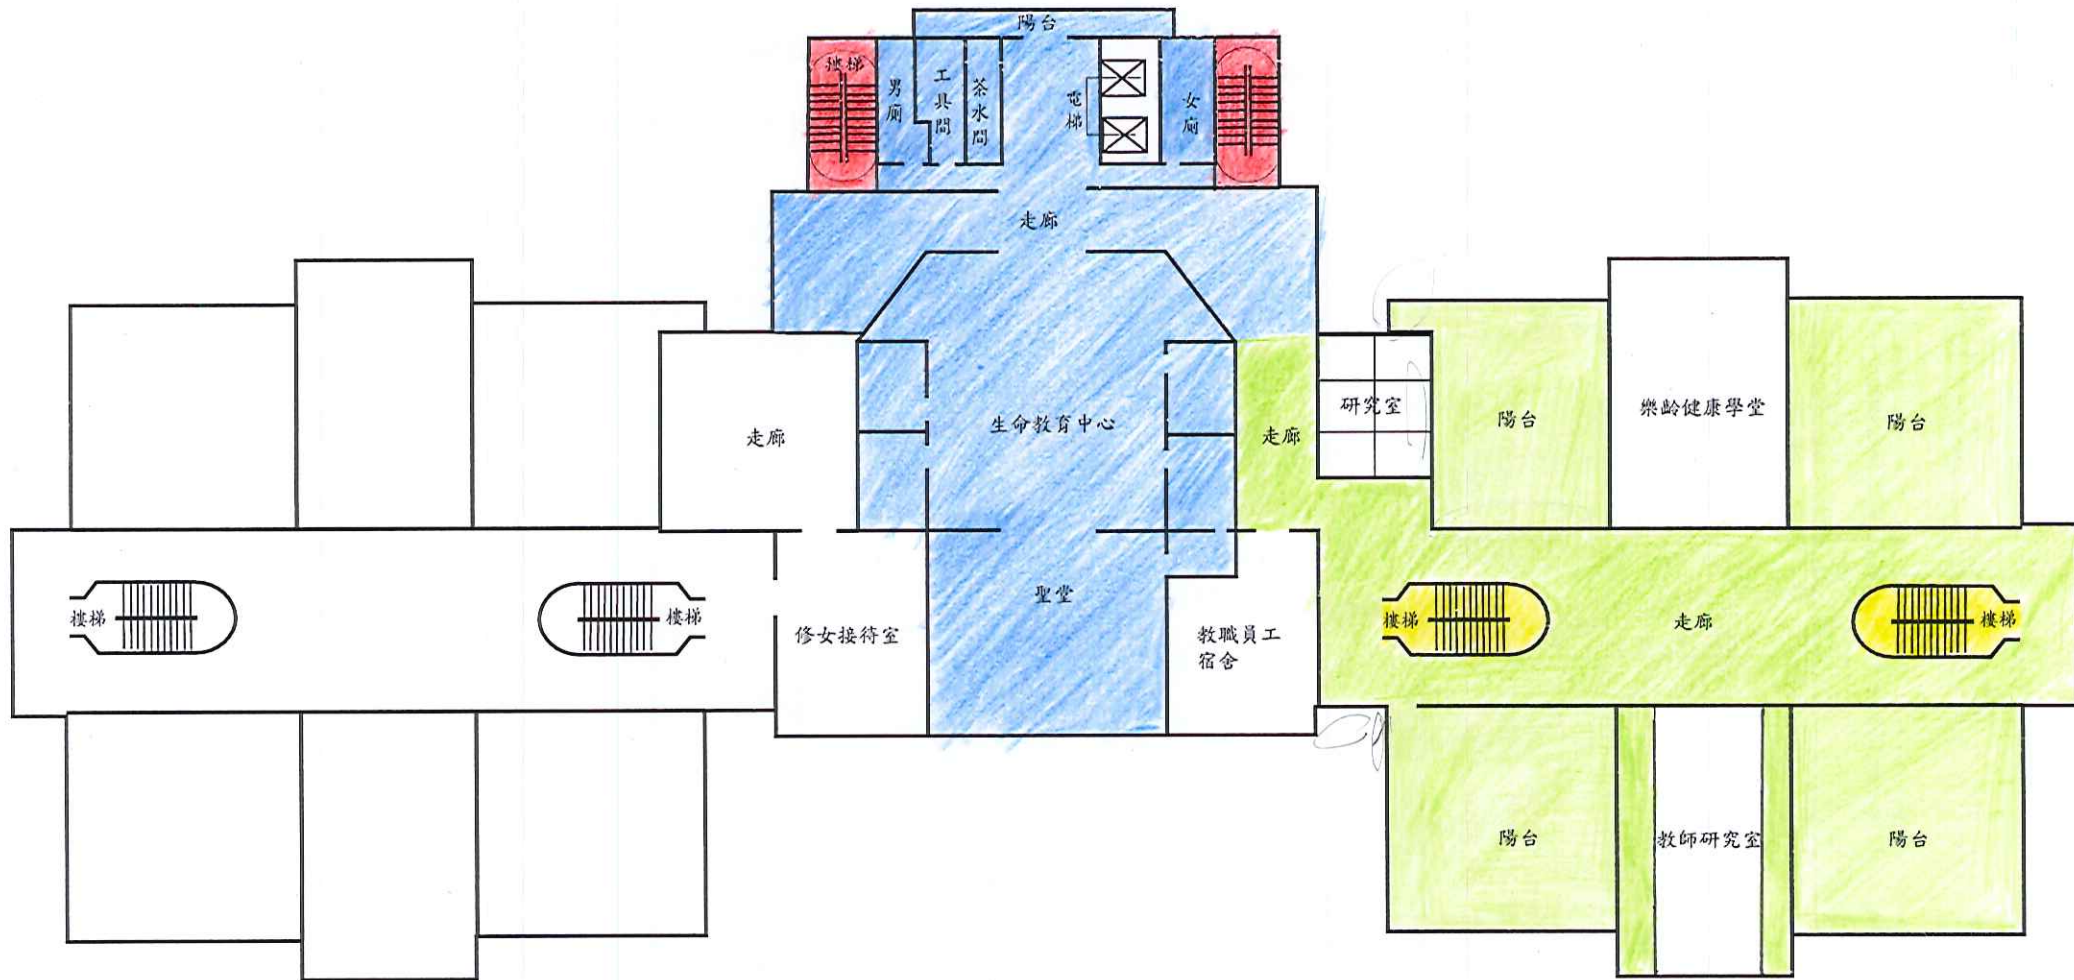 陽台
樓梯
男廁
工具間
茶水間
電梯
女廁
走廊
走廊
生命教育中心
走廊
研究室
陽台
樂齡健康學堂
陽台
樓梯
樓梯
修女接待室
聖堂
教職員工
宿舍
樓梯
走廊
樓梯
陽台
教師研究室
陽台